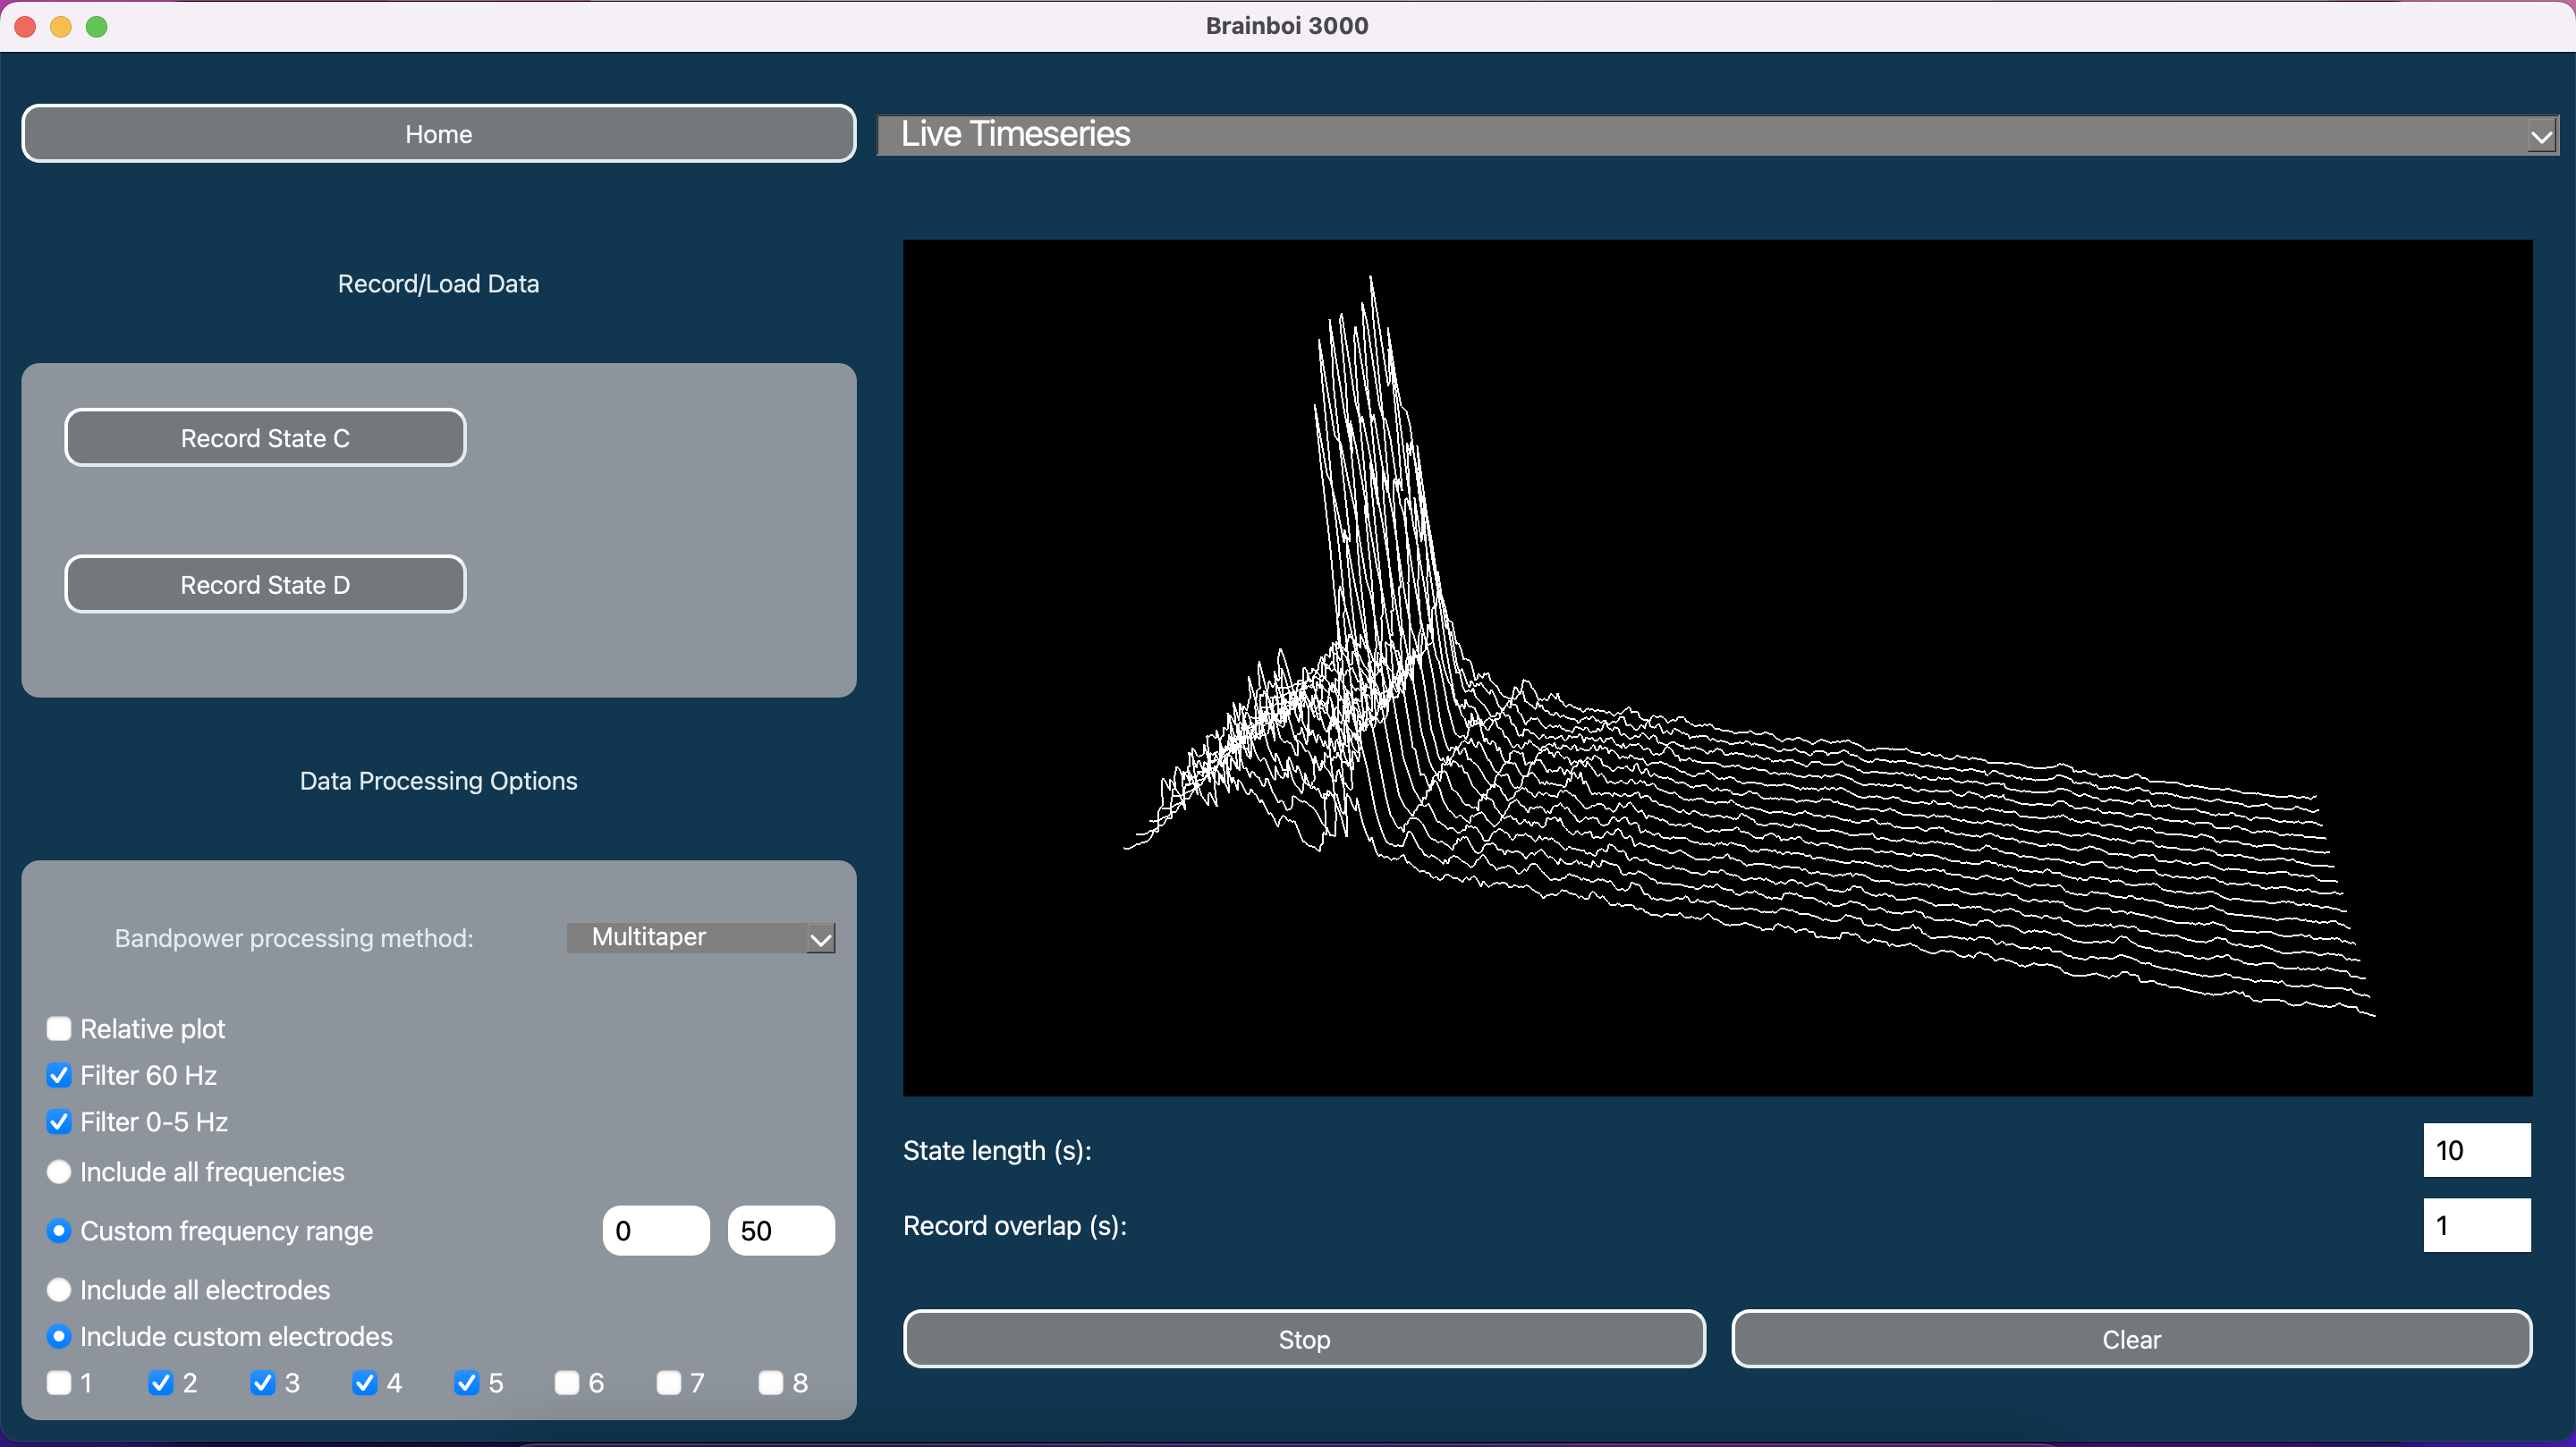 Brainboi 3000
Home
Live Timeseries
Record/Load Data
Record State C
Record State D
Data Processing Options
Bandpower processing method:
Multitaper
Relative plot
Filter 60 Hz
Filter 0-5 Hz
Include all frequencies
Custom frequency range
0
50
Include all electrodes
Include custom electrodes
1 2 3 4 5 6 7 8
State length (s):
10
Record overlap (s):
1
Stop
Clear